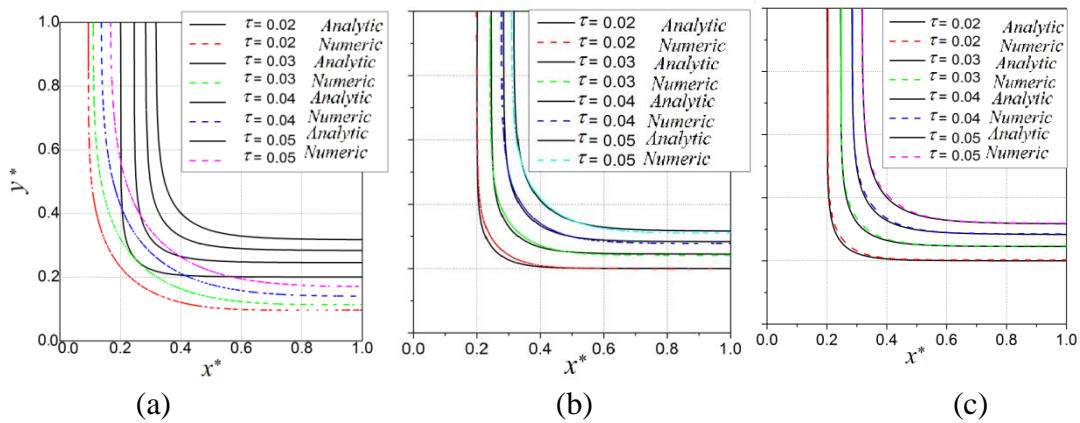 1.0
0.8
0.6
0.4
0.2
0.0
y*
0.0 0.2 0.4 0.6 0.8 1.0
x*
τ = 0.02 Analytic
τ = 0.02 Numeric
τ = 0.03 Analytic
τ = 0.03 Numeric
τ = 0.04 Analytic
τ = 0.04 Numeric
τ = 0.05 Analytic
τ = 0.05 Numeric
(a)
τ = 0.02 Analytic
τ = 0.02 Numeric
τ = 0.03 Analytic
τ = 0.03 Numeric
τ = 0.04 Analytic
τ = 0.04 Numeric
τ = 0.05 Analytic
τ = 0.05 Numeric
0.0 0.2 0.4 0.6 0.8 1.0
x*
(b)
τ = 0.02 Analytic
τ = 0.02 Numeric
τ = 0.03 Analytic
τ = 0.03 Numeric
τ = 0.04 Analytic
τ = 0.04 Numeric
τ = 0.05 Analytic
τ = 0.05 Numeric
0.0 0.2 0.4 0.6 0.8 1.0
x*
(c)